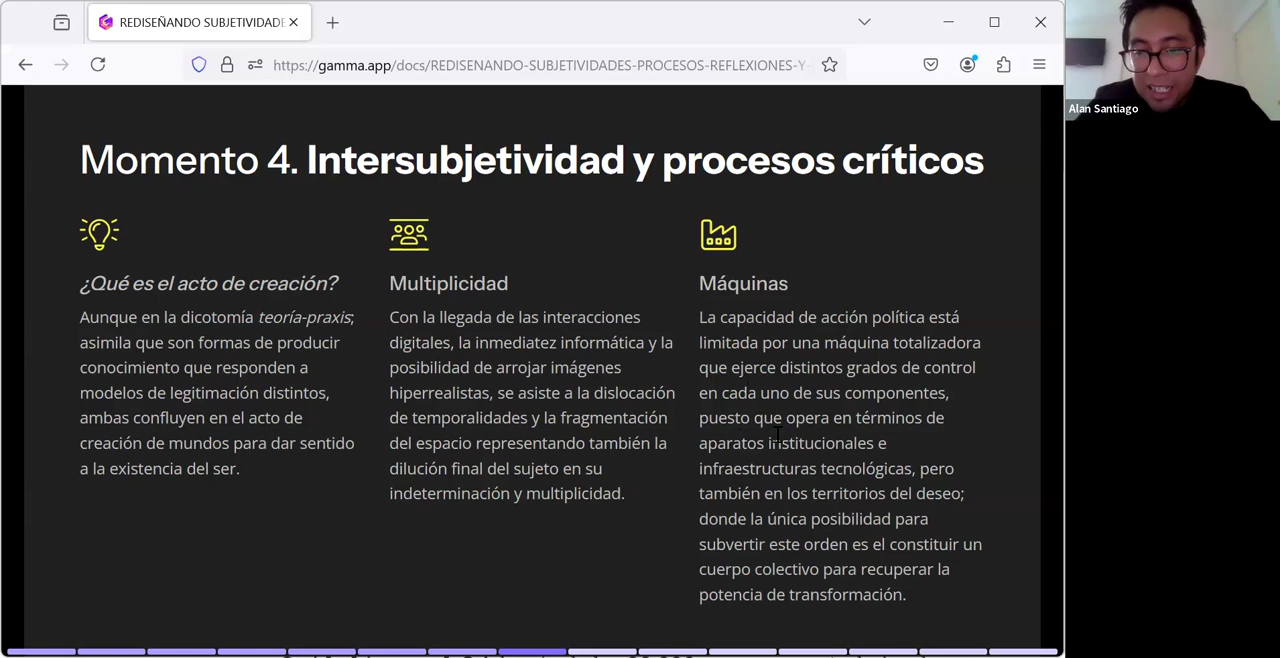 REDISEÑANDO SUBJETIVIDADE
https://gamma.app/docs/REDISENANDO-SUBJETIVIDADES-PROCESOS-REFLEXIONES-Y-
Alan Santiago
Momento 4. Intersubjetividad y procesos críticos
¿Qué es el acto de creación?
Aunque en la dicotomía teoría-praxis;
asimila que son formas de producir
conocimiento que responden a
modelos de legitimación distintos,
ambas confluyen en el acto de
creación de mundos para dar sentido
a la existencia del ser.
Multiplicidad
Con la llegada de las interacciones
digitales, la inmediatez informática y la
posibilidad de arrojar imágenes
hiperrealistas, se asiste a la dislocación
de temporalidades y la fragmentación
del espacio representando también la
dilución final del sujeto en su
indeterminación y multiplicidad.
Máquinas
La capacidad de acción política está
limitada por una máquina totalizadora
que ejerce distintos grados de control
en cada uno de sus componentes,
puesto que opera en términos de
aparatos institucionales e
infraestructuras tecnológicas, pero
también en los territorios del deseo;
donde la única posibilidad para
subvertir este orden es el constituir un
cuerpo colectivo para recuperar la
potencia de transformación.